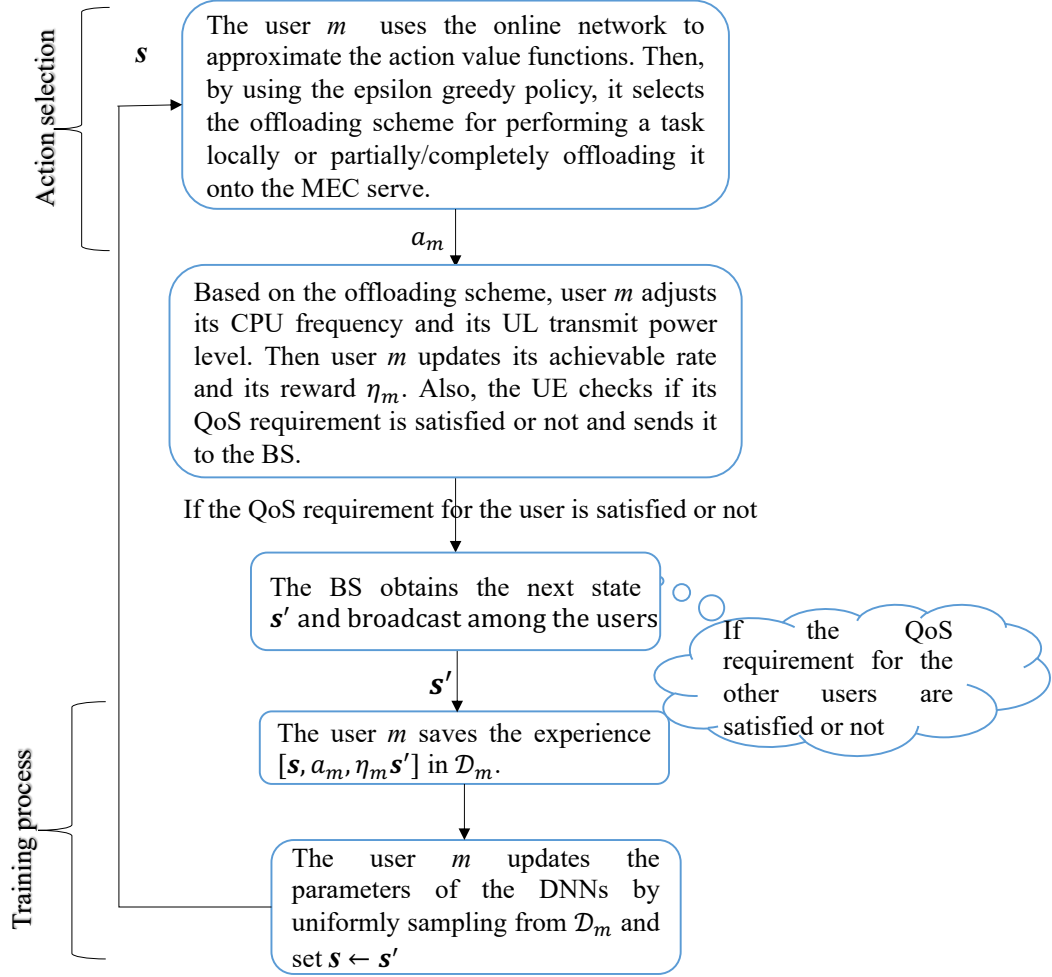 Action selection
s
The user m uses the online network to
approximate the action value functions. Then,
by using the epsilon greedy policy, it selects
the offloading scheme for performing a task
locally or partially/completely offloading it
onto the MEC serve.
a_m
Based on the offloading scheme, user m adjusts
its CPU frequency and its UL transmit power
level. Then user m updates its achievable rate
and its reward η_m. Also, the UE checks if its
QoS requirement is satisfied or not and sends it
to the BS.
If the QoS requirement for the user is satisfied or not
The BS obtains the next state
s′ and broadcast among the users
If the QoS
requirement for the
other users are
satisfied or not
s′
Training process
The user m saves the experience
[s, a_m, η_m s′] in 𝒟_m.
The user m updates the
parameters of the DNNs by
uniformly sampling from 𝒟_m and
set s ← s′